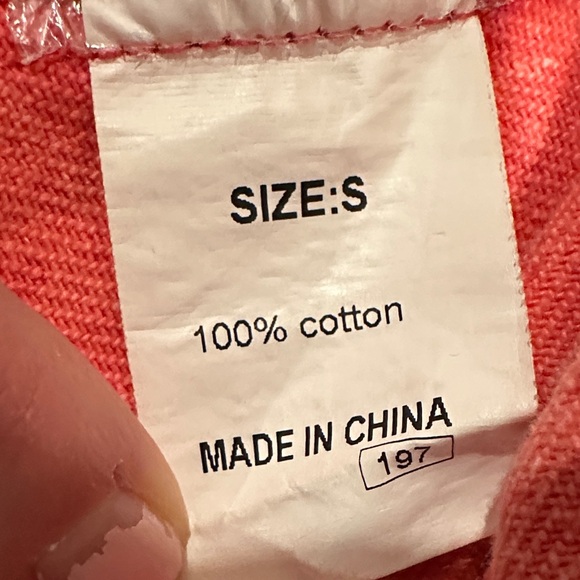 SIZE:S
100% cotton
MADE IN CHINA
197